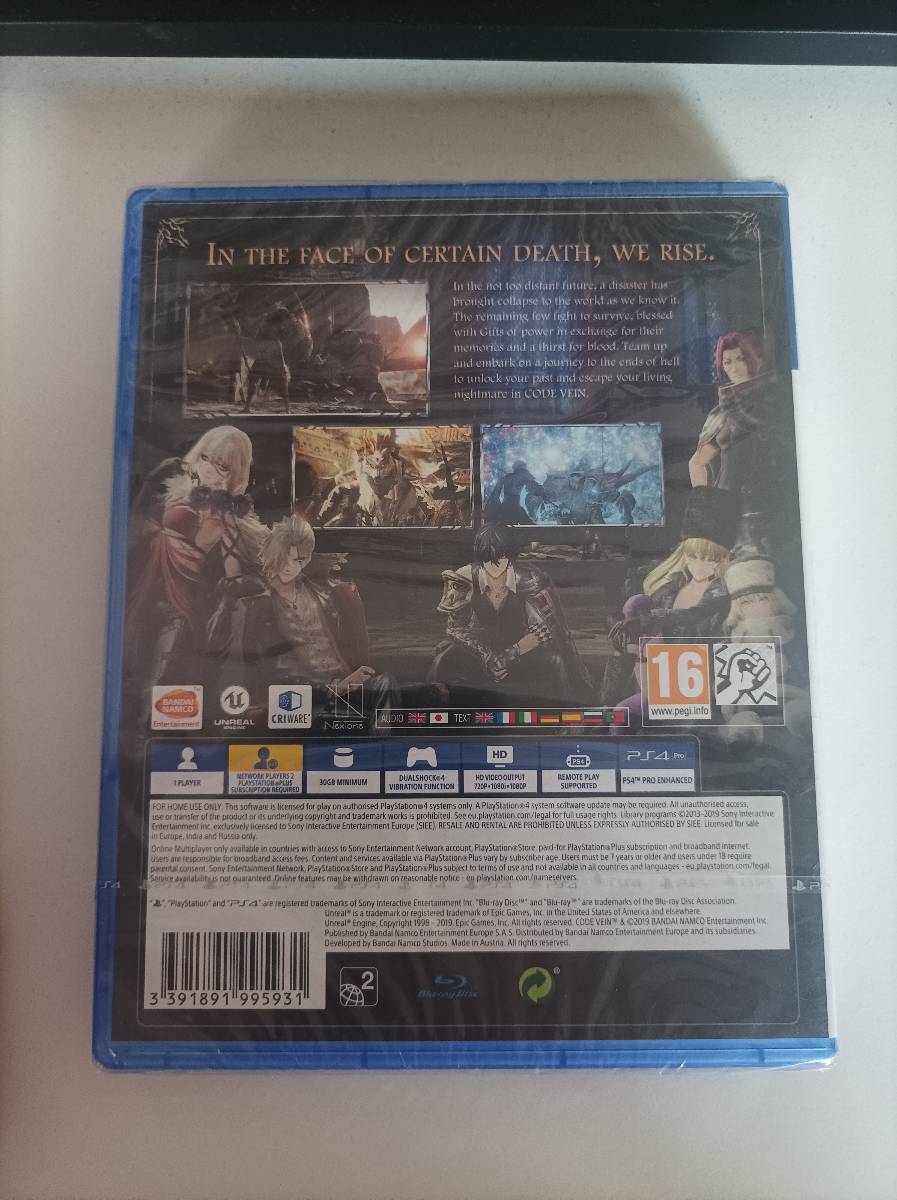 IN THE FACE OF CERTAIN DEATH, WE RISE.
In the not too distant future, a disaster has
brought collapse to the world as we know it.
The remaining few fight to survive, blessed
with Gifts of power in exchange for their
memories and a thirst for blood. Team up
and embark on a journey to the ends of hell
to unlock your past and escape your living
nightmare in CODE VEIN.
16
www.pegi.info
BANDAI
NAMCO
Entertainment
UNREAL
ENGINE
CRIWARE
AUDIO
TEXT
1 PLAYER
NETWORK PLAYERS 2
PLAYSTATION®PLUS
SUBSCRIPTION REQUIRED
30GB MINIMUM
DUALSHOCK®4
VIBRATION FUNCTION
HD
HD VIDEO OUTPUT
720P•1080i•1080P
PS4
REMOTE PLAY
SUPPORTED
PS4 Pro
PS4™ PRO ENHANCED
FOR HOME USE ONLY: This software is licensed for play on authorised PlayStation®4 systems only. A PlayStation®4 system software update may be required. All unauthorised access,
use or transfer of the product or its underlying copyright and trademark works is prohibited. See eu.playstation.com/legal for full usage rights. Library programs ©2013-2019 Sony Interactive
Entertainment Inc. exclusively licensed to Sony Interactive Entertainment Europe (SIEE). RESALE AND RENTAL ARE PROHIBITED UNLESS EXPRESSLY AUTHORISED BY SIEE. Licensed for sale
in Europe, India and Russia only.
Online Multiplayer only available in countries with access to Sony Entertainment Network account, PlayStation®Store, paid-for PlayStation®Plus subscription and broadband internet.
Users are responsible for broadband access fees. Content and services available via PlayStation®Plus vary by subscriber age. Users must be 7 years or older and users under 18 require
parental consent. Sony Entertainment Network, PlayStation®Store and PlayStation®Plus subject to terms of use and not available in all countries and languages - eu.playstation.com/legal.
Service availability is not guaranteed. Online features may be withdrawn on reasonable notice - eu.playstation.com/gameservers.
"PlayStation" and "PS4" are registered trademarks of Sony Interactive Entertainment Inc. "Blu-ray Disc™" and "Blu-ray™" are trademarks of the Blu-ray Disc Association.
Unreal® is a trademark or registered trademark of Epic Games, Inc. in the United States of America and elsewhere.
Unreal® Engine, Copyright 1998 - 2019, Epic Games, Inc. All rights reserved. CODE VEIN™ & ©2019 BANDAI NAMCO Entertainment Inc.
Published by Bandai Namco Entertainment Europe S.A.S. Distributed by Bandai Namco Entertainment Europe and its subsidiaries.
Developed by Bandai Namco Studios. Made in Austria. All rights reserved.
3 391891 995931
2
Blu-ray Disc